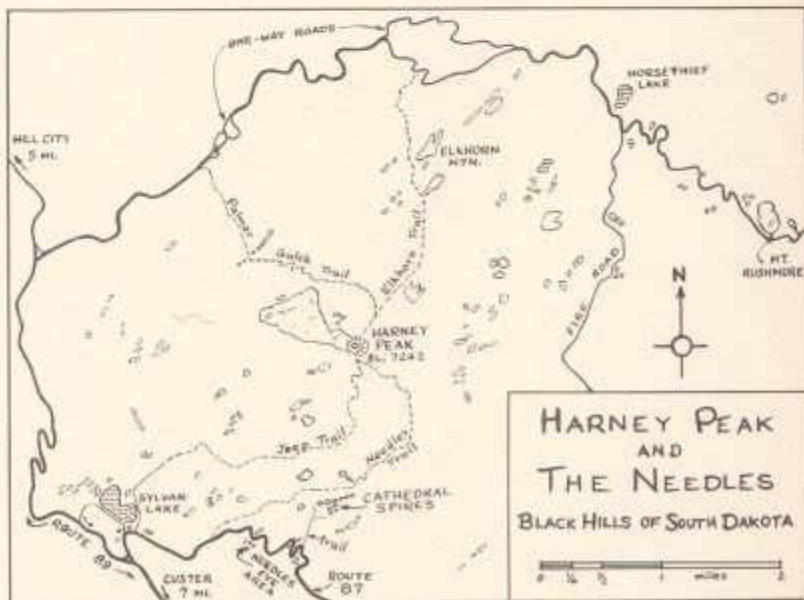 ONE-WAY ROADS
HORSETHIEF
LAKE
HILL CITY
5 MI.
ELKHORN
MTN.
Palmer
Gulch Trail
Elkhorn Trail
FIRE ROAD
MT.
RUSHMORE
N
HARNEY
PEAK
EL. 7242
Jeep Trail
Needles
Trail
SYLVAN
LAKE
CATHEDRAL
SPIRES
trail
ROUTE 89
CUSTER
7 MI.
NEEDLES
EYE
AREA
ROUTE
87
HARNEY PEAK
AND
THE NEEDLES
BLACK HILLS OF SOUTH DAKOTA
0 ¼ ½ 1 2
miles